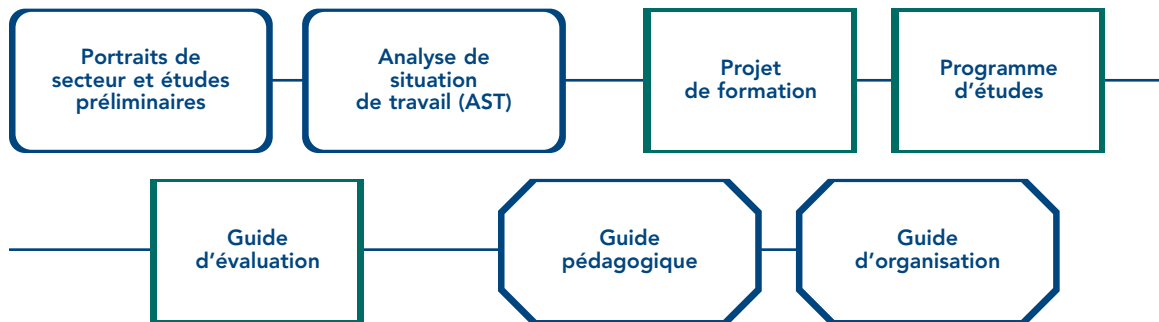 Portraits de
secteur et études
préliminaires
Analyse de
situation
de travail (AST)
Projet
de formation
Programme
d’études
Guide
d’évaluation
Guide
pédagogique
Guide
d’organisation